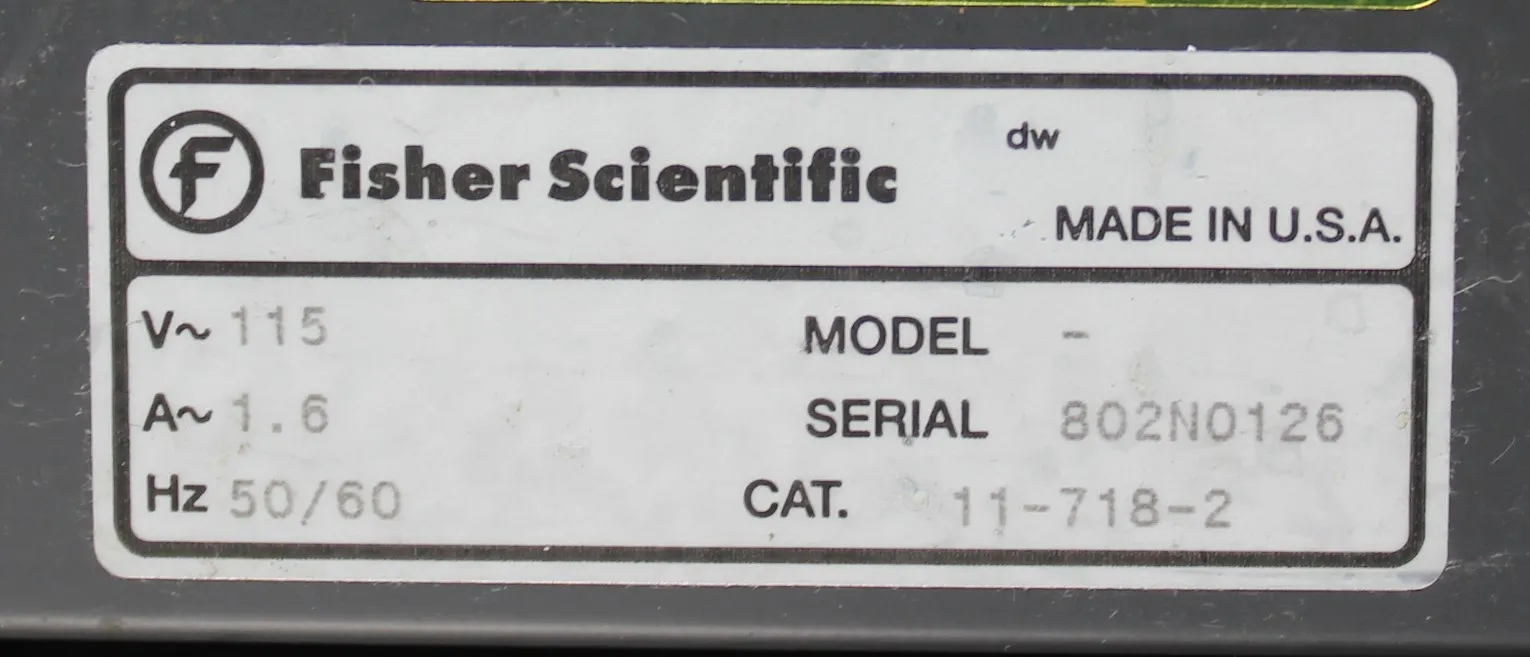 F Fisher Scientific
dw
MADE IN U.S.A.
V~ 115
MODEL -
A~ 1.6
SERIAL 802N0126
Hz 50/60
CAT. 11-718-2